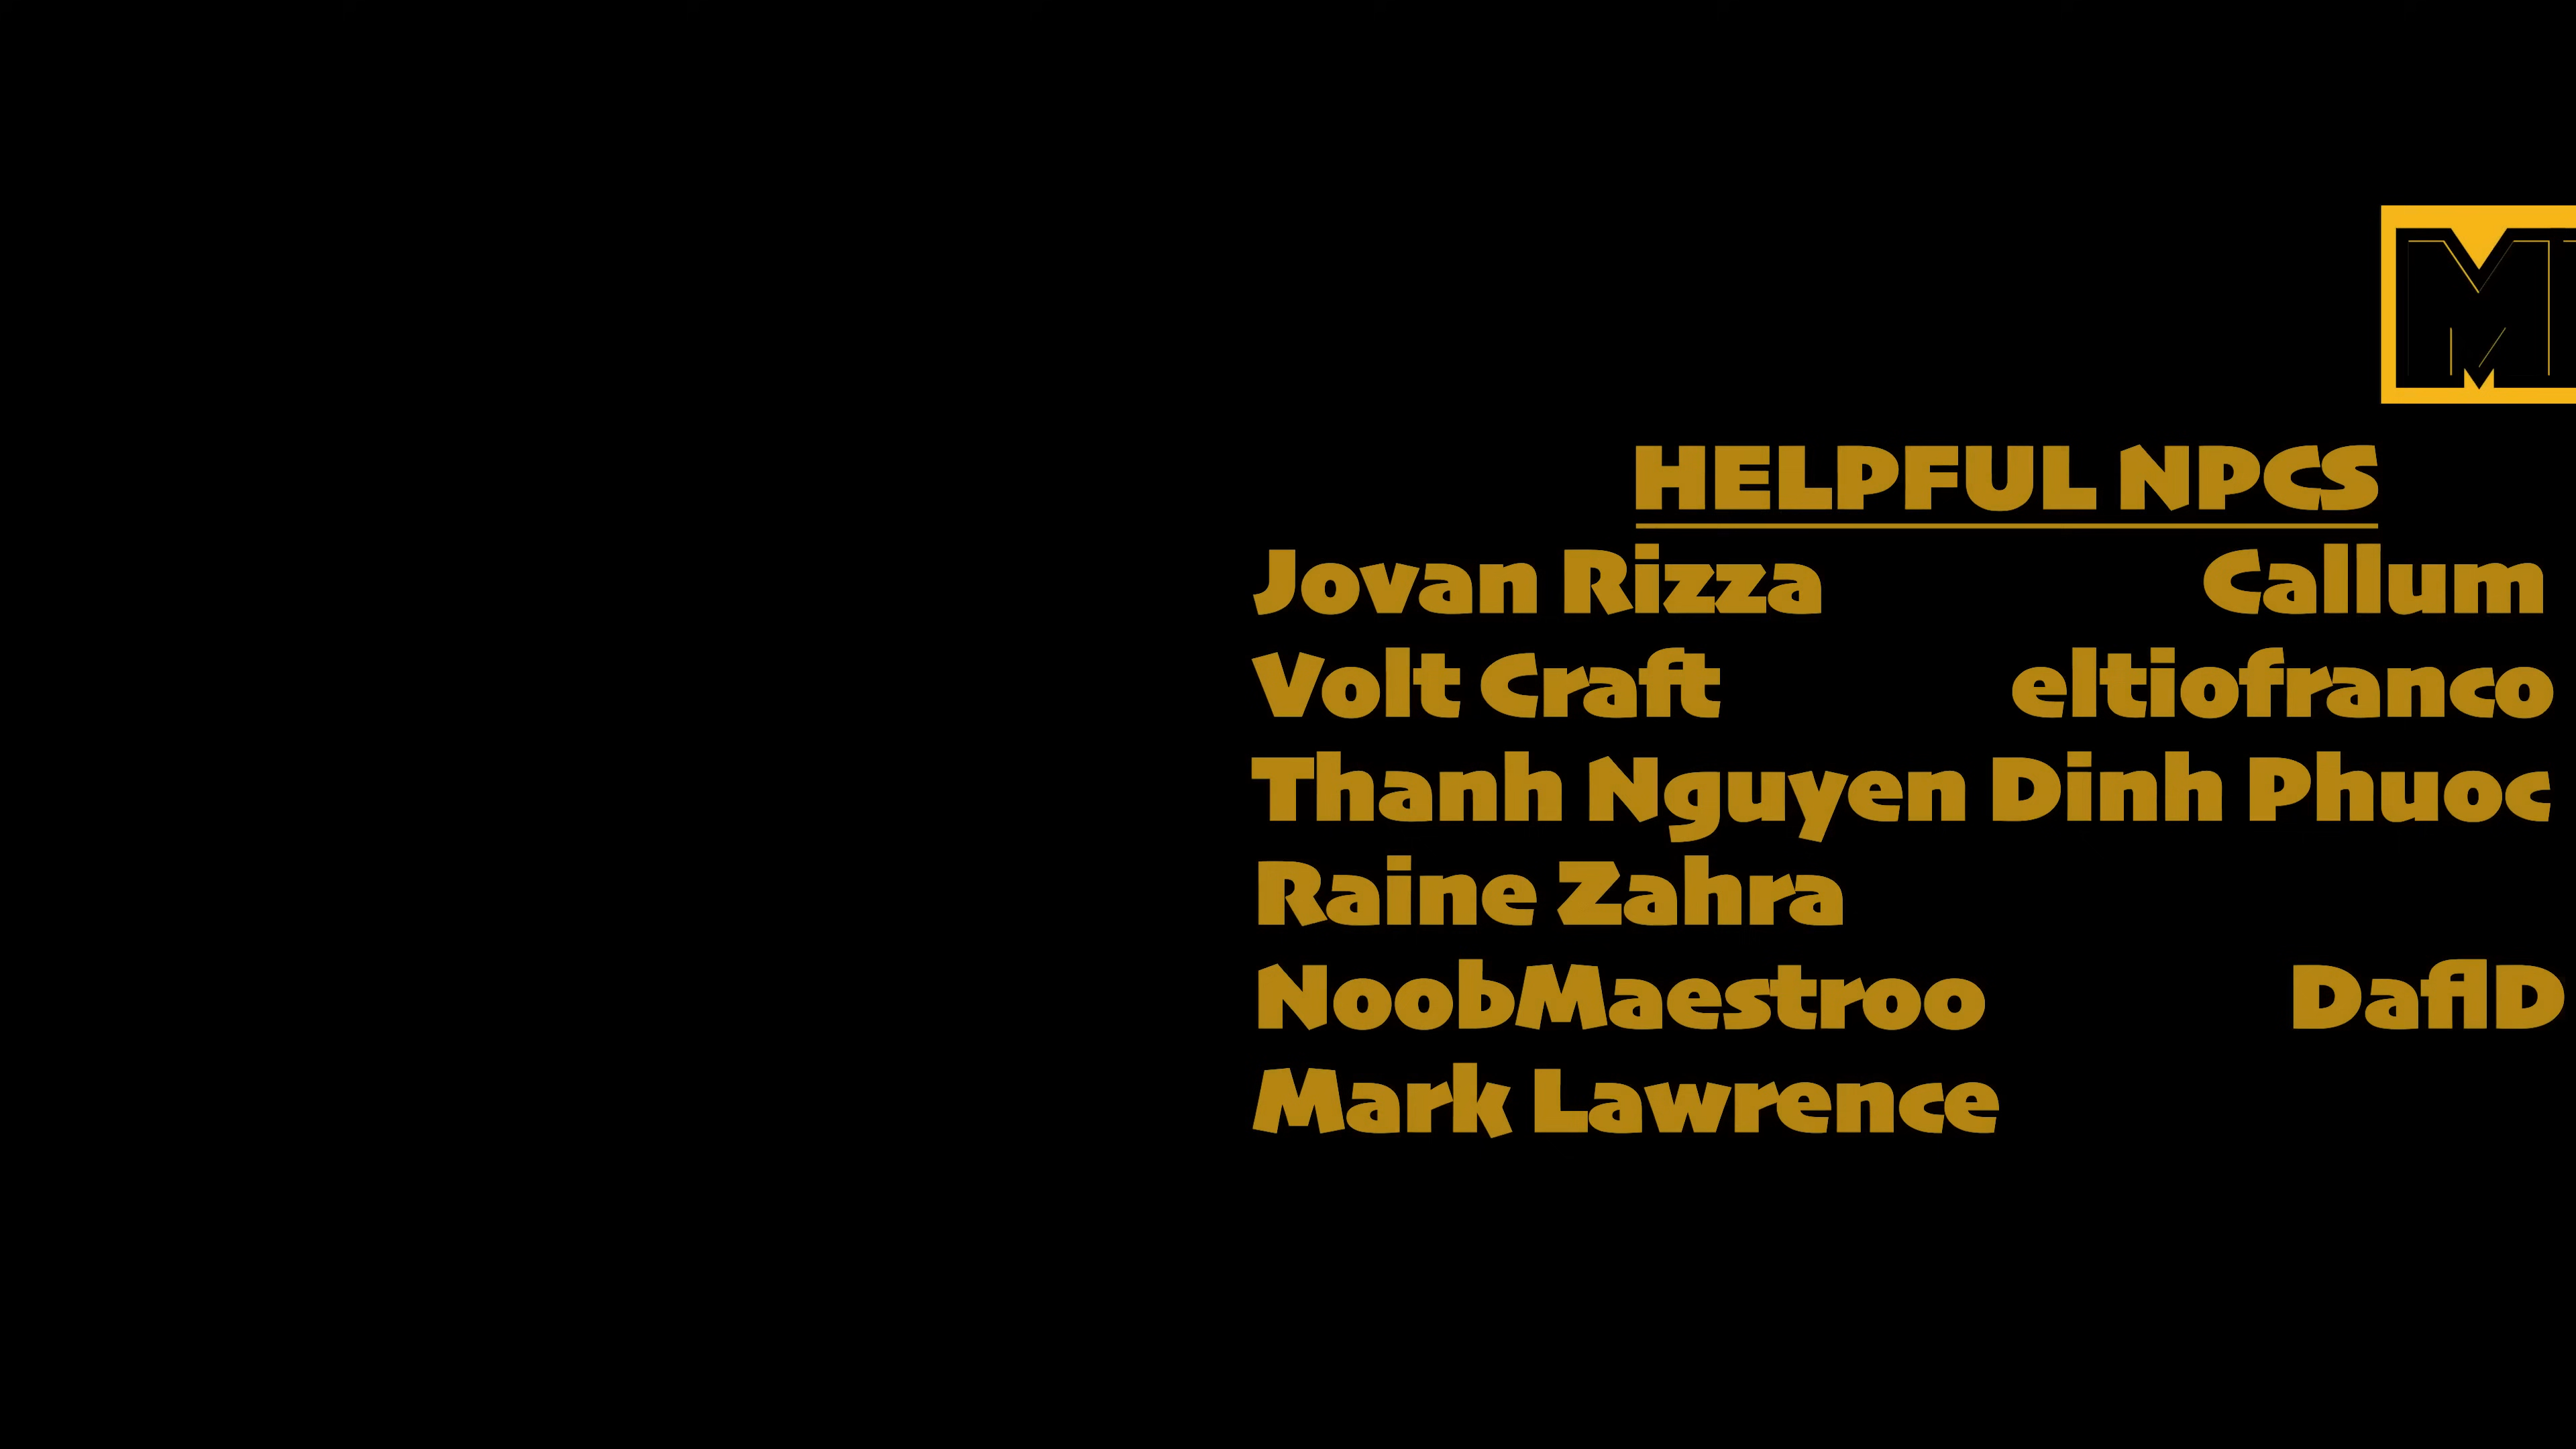 M
HELPFUL NPCS
Jovan Rizza Callum
Volt Craft eltiofranco
Thanh Nguyen Dinh Phuoc
Raine Zahra
NoobMaestroo DaflD
Mark Lawrence